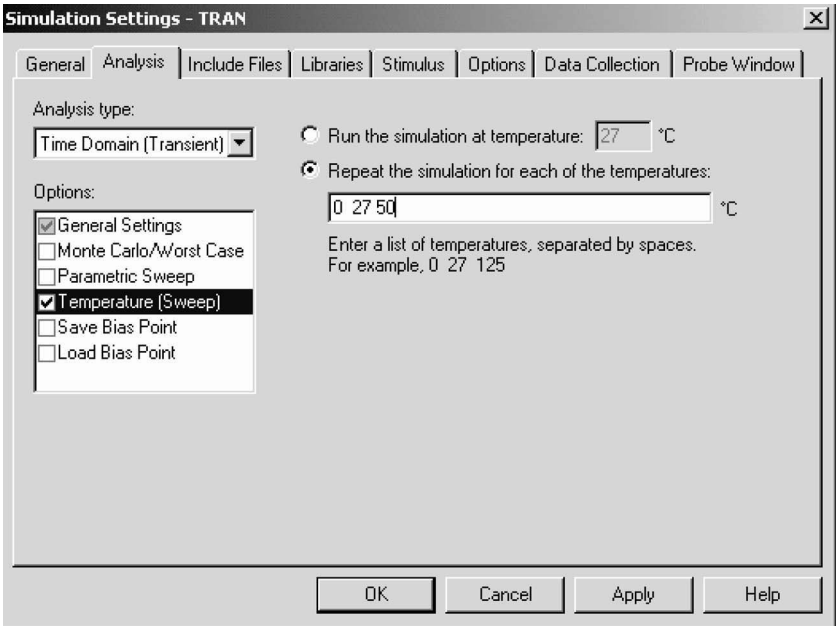 Simulation Settings - TRAN
General Analysis Include Files Libraries Stimulus Options Data Collection Probe Window
Analysis type:
Time Domain (Transient)
Options:
General Settings
Monte Carlo/Worst Case
Parametric Sweep
Temperature (Sweep)
Save Bias Point
Load Bias Point
Run the simulation at temperature: 27 °C
Repeat the simulation for each of the temperatures:
0 27 50 °C
Enter a list of temperatures, separated by spaces.
For example, 0 27 125
OK Cancel Apply Help